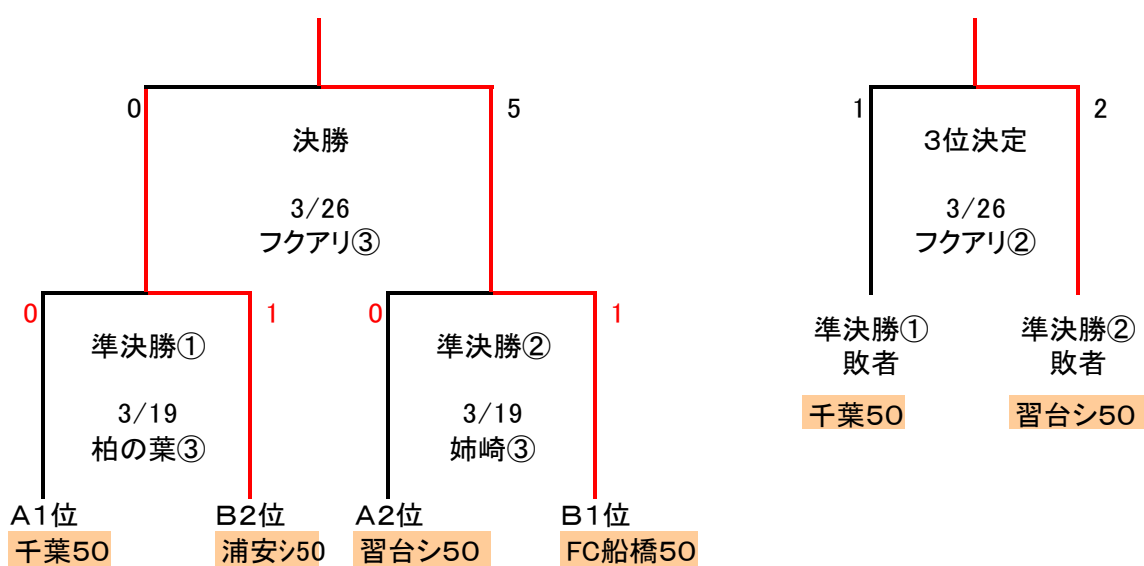 0
5
決勝
3/26
フクアリ③
0
1
準決勝①
3/19
柏の葉③
0
1
準決勝②
3/19
姉崎③
A1位
B2位
A2位
B1位
千葉50
浦安シ50
習台シ50
FC船橋50
1
2
3位決定
3/26
フクアリ②
準決勝①
敗者
準決勝②
敗者
千葉50
習台シ50